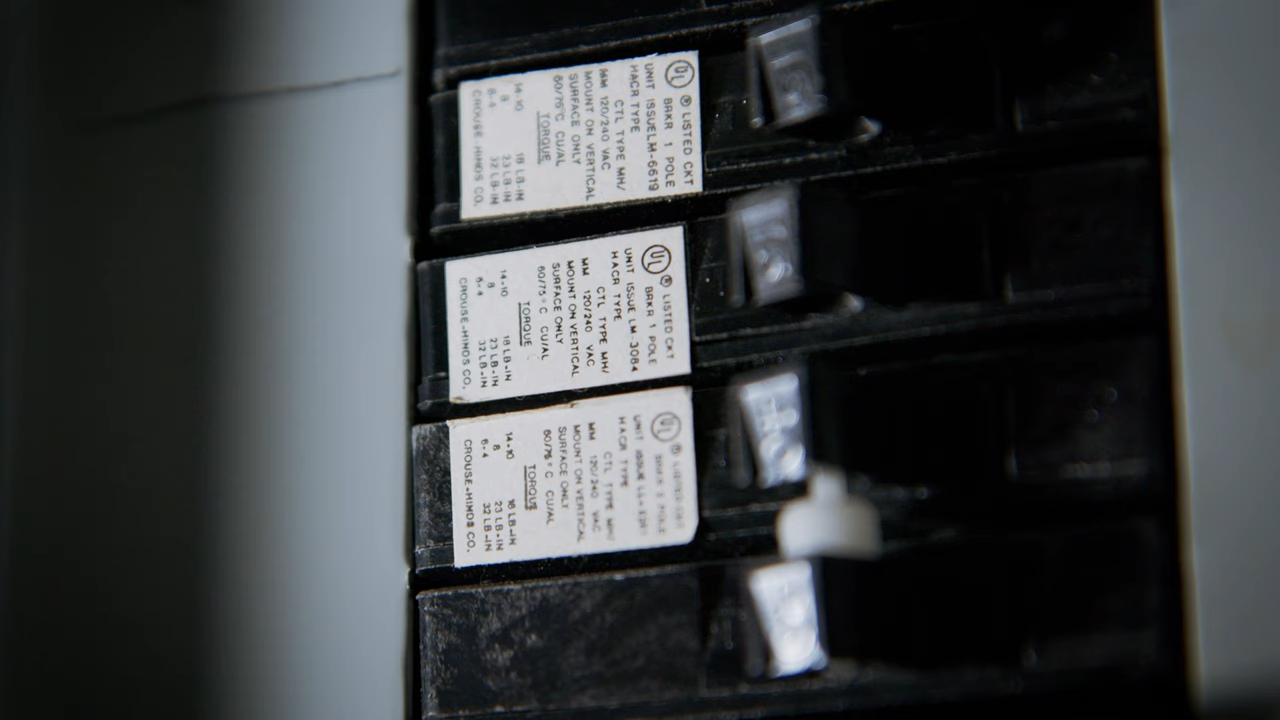 UL ® LISTED CKT
BRKR 1 POLE
UNIT ISSUE LM-6619
HACR TYPE
CTL TYPE MH/
MM 120/240 VAC
MOUNT ON VERTICAL
SURFACE ONLY
60/75°C CU/AL
TORQUE
14-10 18 LB-IN
8 23 LB-IN
6-4 32 LB-IN
CROUSE-HINDS CO.
UL ® LISTED CKT
BRKR 1 POLE
UNIT ISSUE LM-3084
HACR TYPE
CTL TYPE MH/
MM 120/240 VAC
MOUNT ON VERTICAL
SURFACE ONLY
60/75°C CU/AL
TORQUE
14-10 18 LB-IN
8 23 LB-IN
6-4 32 LB-IN
CROUSE-HINDS CO.
UL
UNIT ISSUE
HACR TYPE
CTL TYPE MH/
MM 120/240 VAC
MOUNT ON VERTICAL
SURFACE ONLY
60/75°C CU/AL
TORQUE
14-10 18 LB-IN
8 23 LB-IN
6-4 32 LB-IN
CROUSE-HINDS CO.